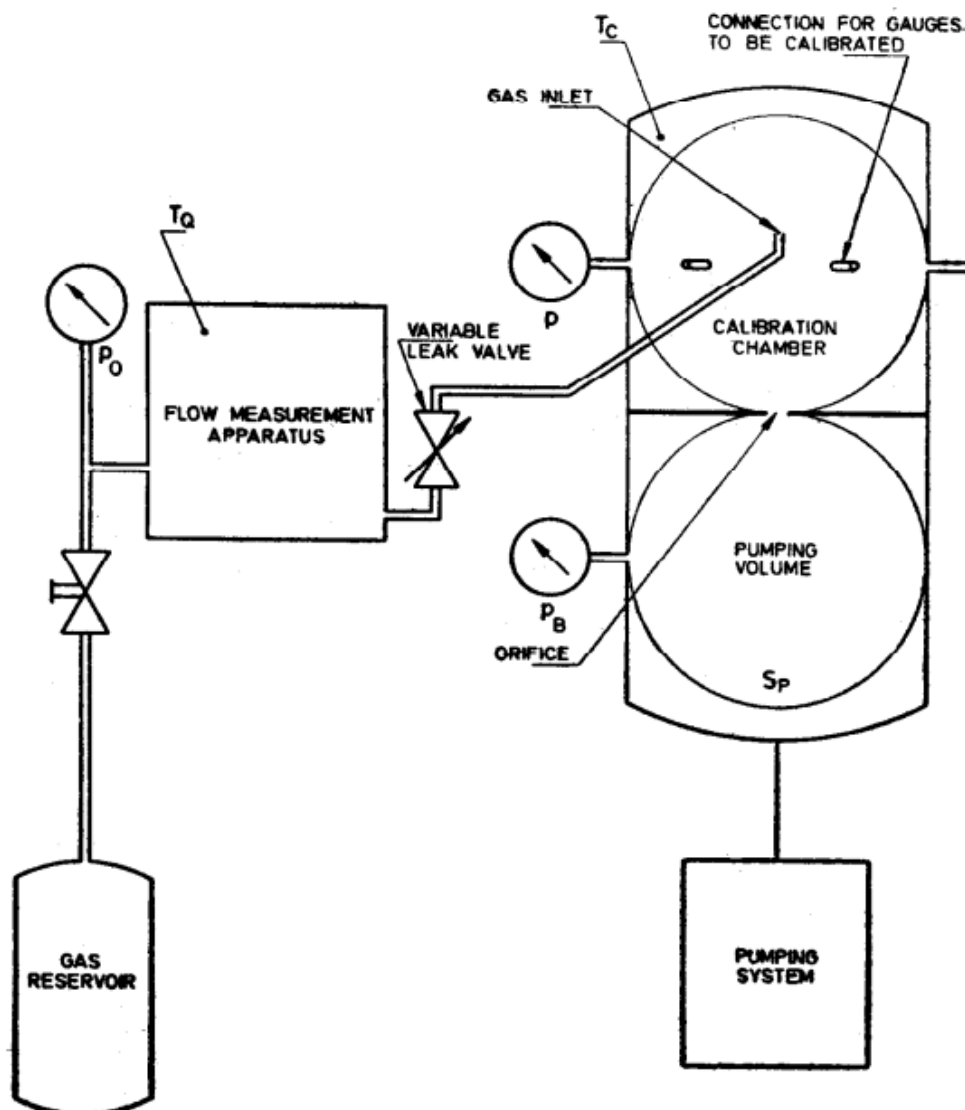 T_C
CONNECTION FOR GAUGES
TO BE CALIBRATED
GAS INLET
T_Q
P
P_O
VARIABLE
LEAK VALVE
CALIBRATION
CHAMBER
FLOW MEASUREMENT
APPARATUS
PUMPING
VOLUME
P_B
ORIFICE
S_P
GAS
RESERVOIR
PUMPING
SYSTEM